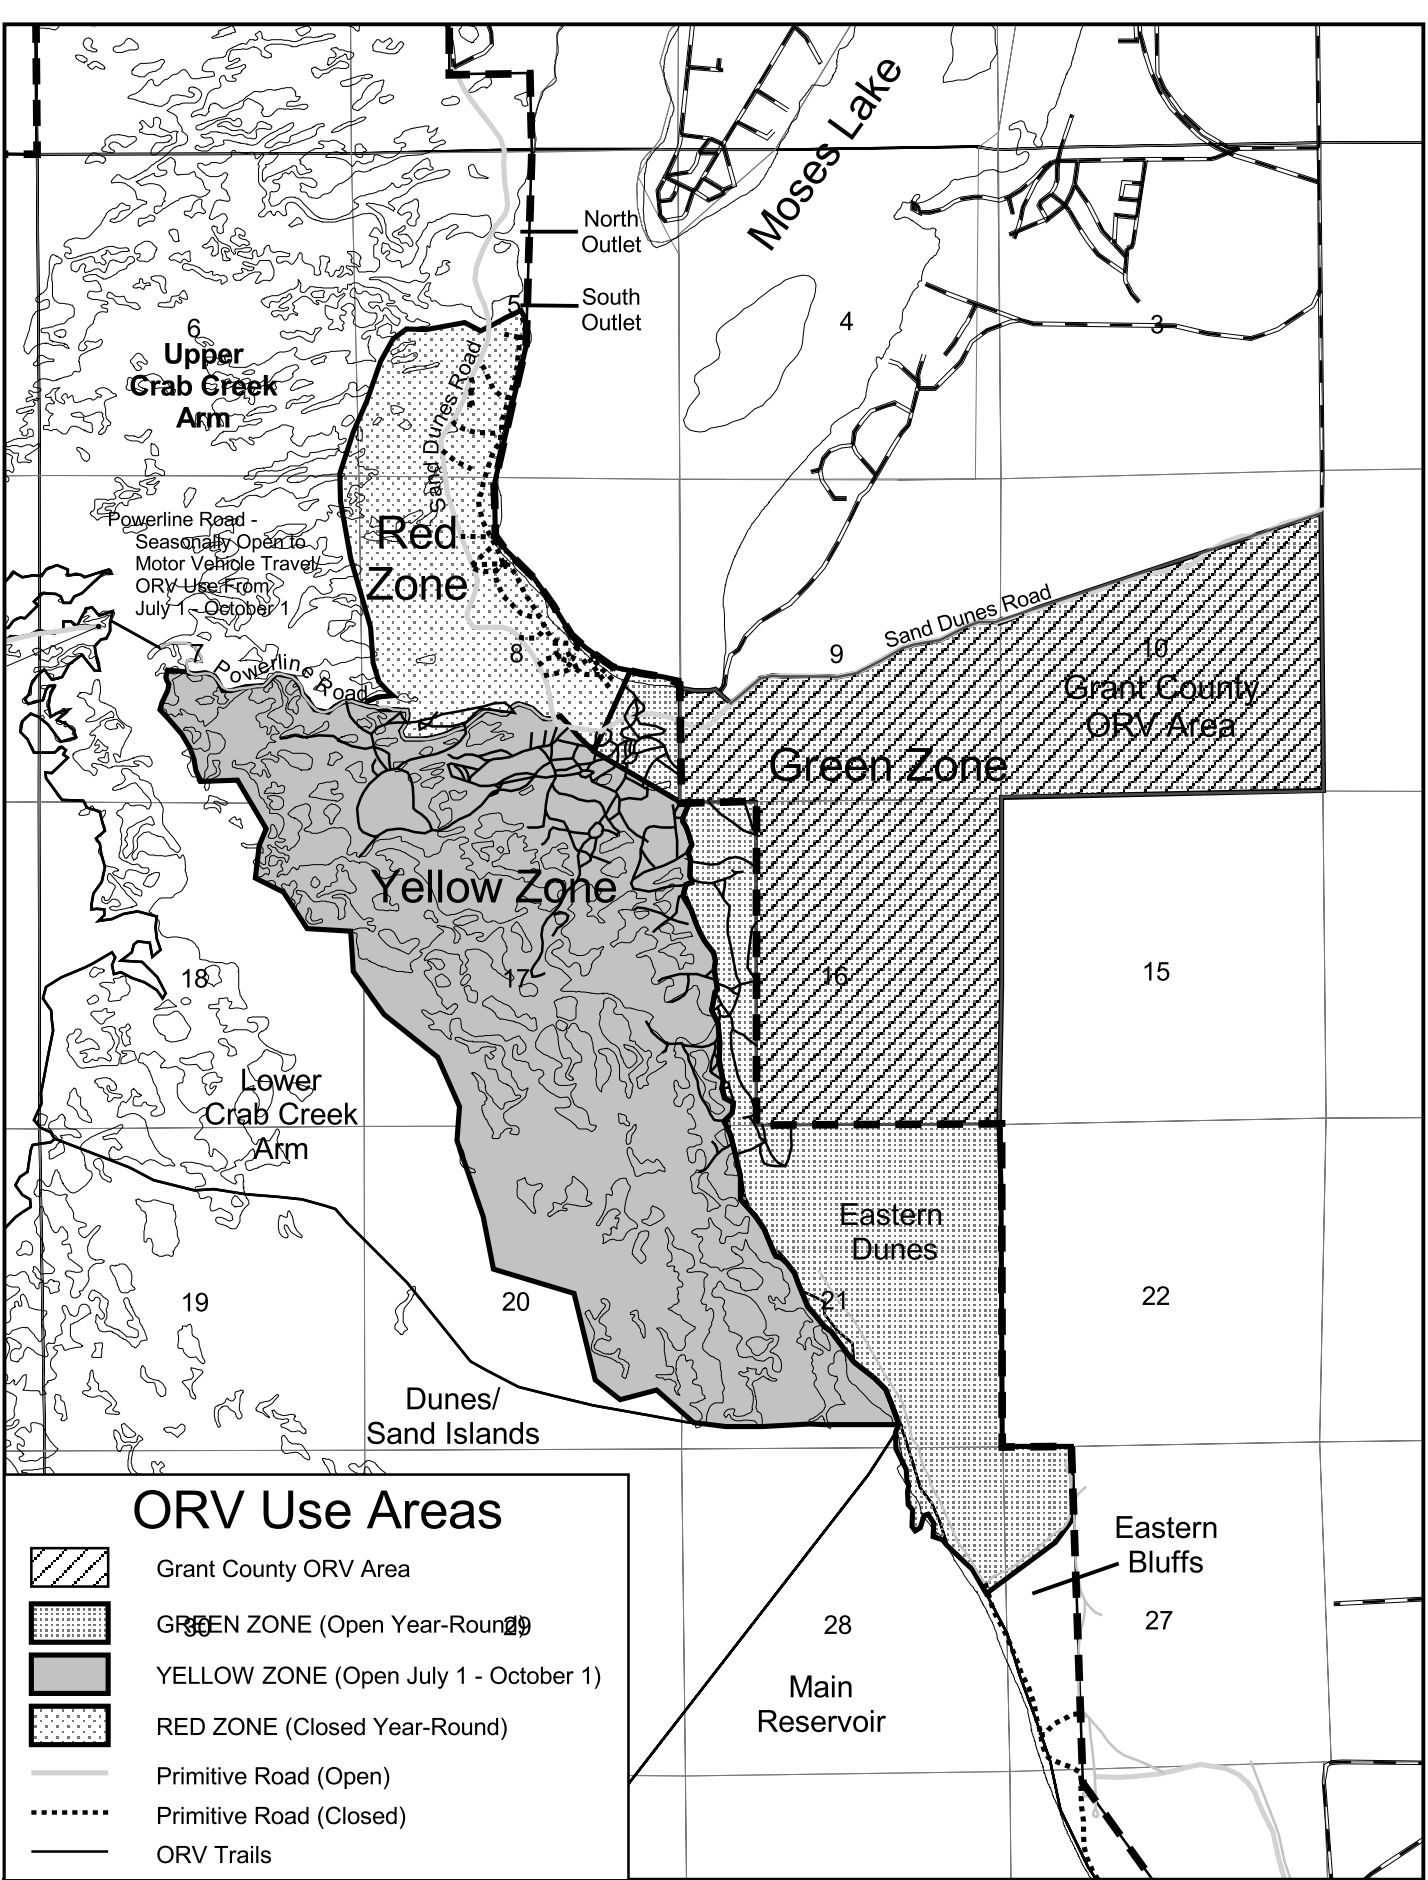 Moses Lake
North
Outlet
South
Outlet
5
4
3
6
Upper
Crab Creek
Arm
Sand Dunes Road
Red
Zone
Powerline Road -
Seasonally Open to
Motor Vehicle Travel/
ORV Use From
July 1 - October 1
7
Powerline Road
8
9
Sand Dunes Road
10
Grant County
ORV Area
Green Zone
Yellow Zone
18
17
16
15
Lower
Crab Creek
Arm
Eastern
Dunes
19
20
21
22
Dunes/
Sand Islands
Eastern
Bluffs
28
27
Main
Reservoir
ORV Use Areas
Grant County ORV Area
GREEN ZONE (Open Year-Round)
30
29
YELLOW ZONE (Open July 1 - October 1)
RED ZONE (Closed Year-Round)
Primitive Road (Open)
Primitive Road (Closed)
ORV Trails